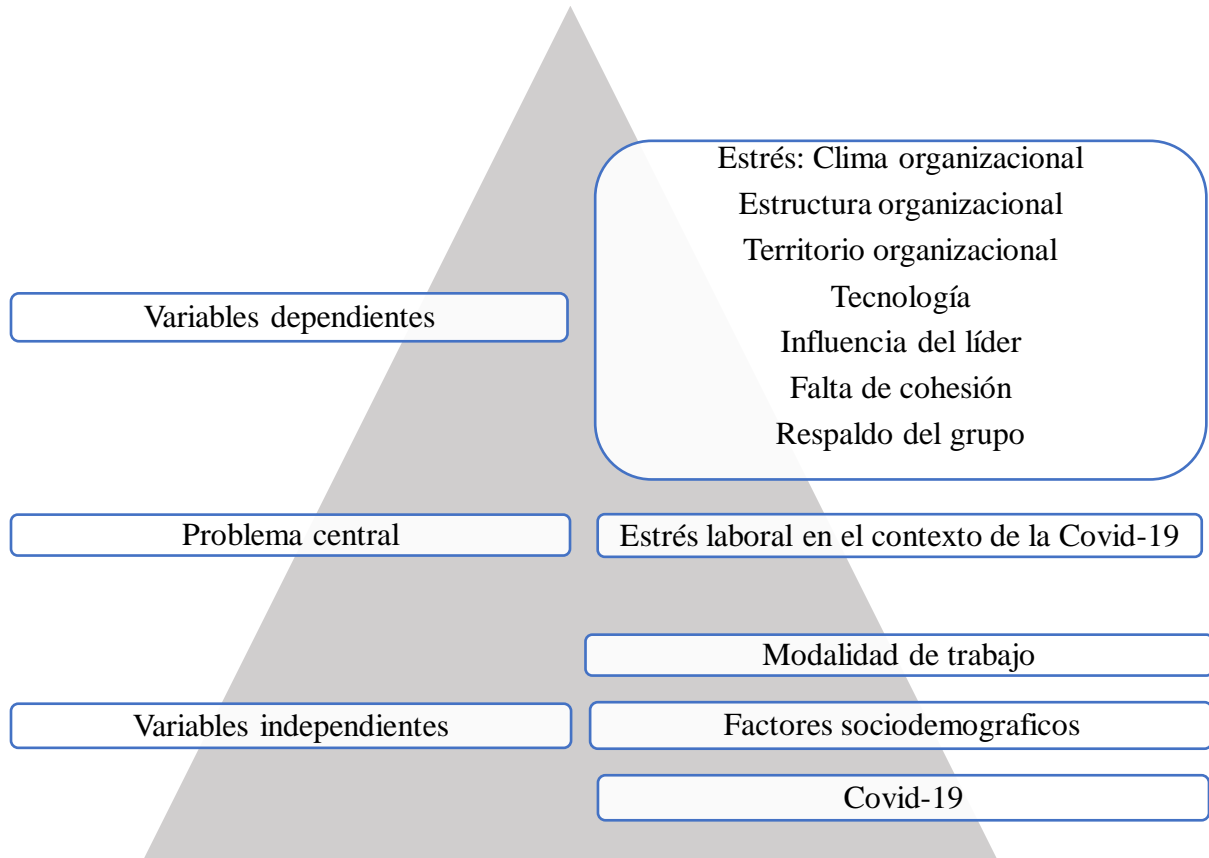 Variables dependientes
Estrés: Clima organizacional
Estructura organizacional
Territorio organizacional
Tecnología
Influencia del líder
Falta de cohesión
Respaldo del grupo
Problema central
Estrés laboral en el contexto de la Covid-19
Variables independientes
Modalidad de trabajo
Factores sociodemograficos
Covid-19